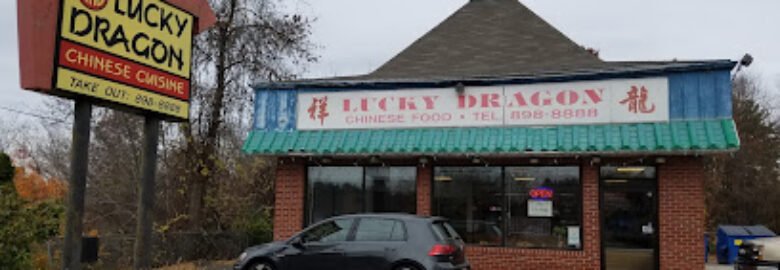 LUCKY
DRAGON
CHINESE CUISINE
TAKE OUT: 898-8888
祥 LUCKY DRAGON 龍
CHINESE FOOD • TEL. 898-8888
OPEN